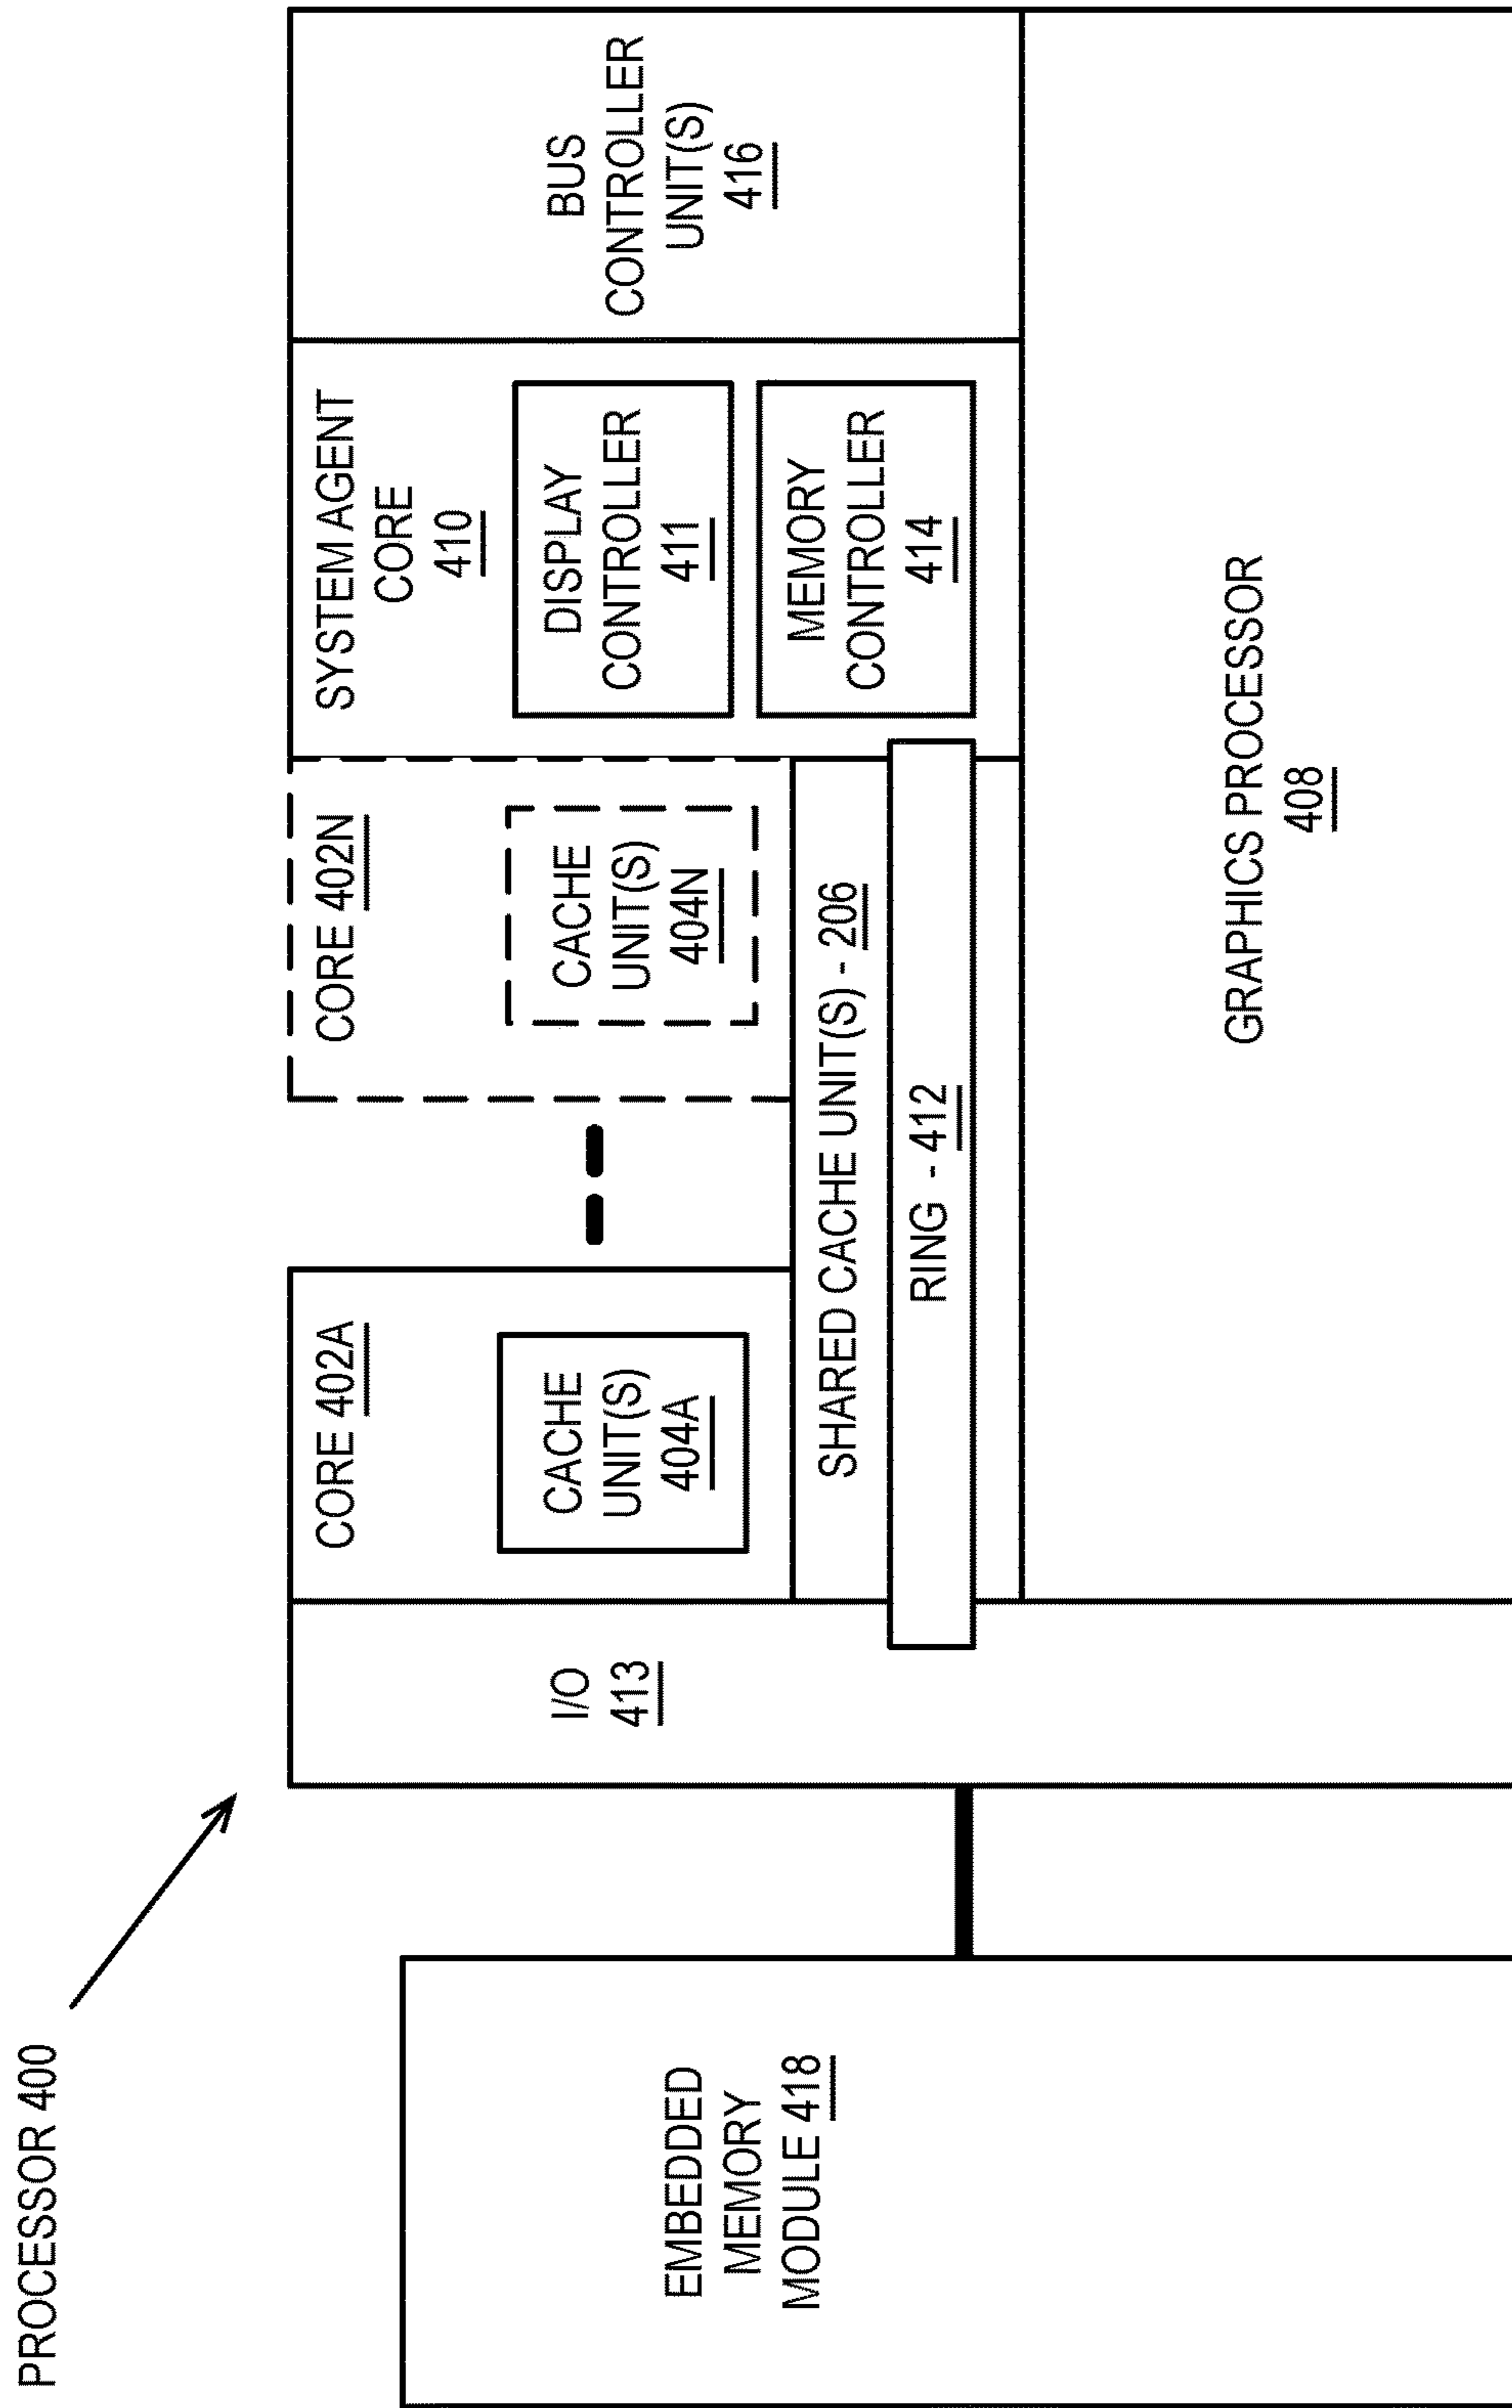 PROCESSOR 400
EMBEDDED
MEMORY
MODULE 418
I/O
413
CORE 402A
CACHE
UNIT(S)
404A
CORE 402N
CACHE
UNIT(S)
404N
SHARED CACHE UNIT(S) - 206
RING - 412
SYSTEM AGENT
CORE
410
DISPLAY
CONTROLLER
411
MEMORY
CONTROLLER
414
BUS
CONTROLLER
UNIT(S)
416
GRAPHICS PROCESSOR
408